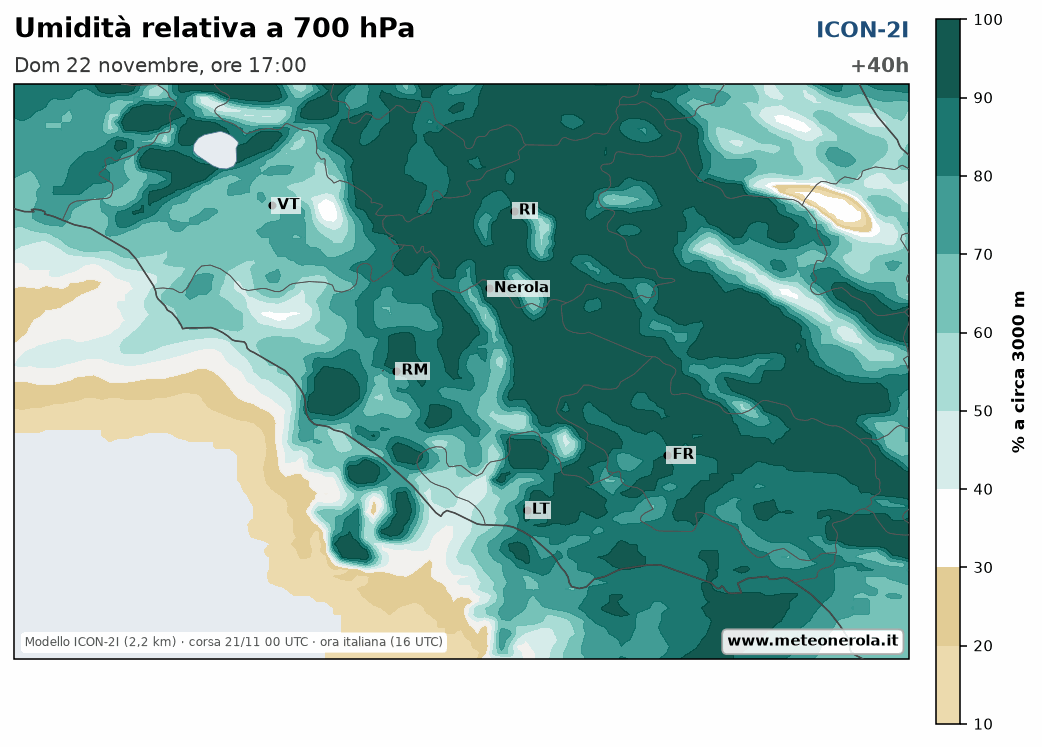 Umidità relativa a 700 hPa
ICON-2I
Dom 22 novembre, ore 17:00
+40h
VT
RI
Nerola
RM
FR
LT
Modello ICON-2I (2,2 km) · corsa 21/11 00 UTC · ora italiana (16 UTC)
www.meteonerola.it
100
90
80
70
60
50
40
30
20
10
% a circa 3000 m